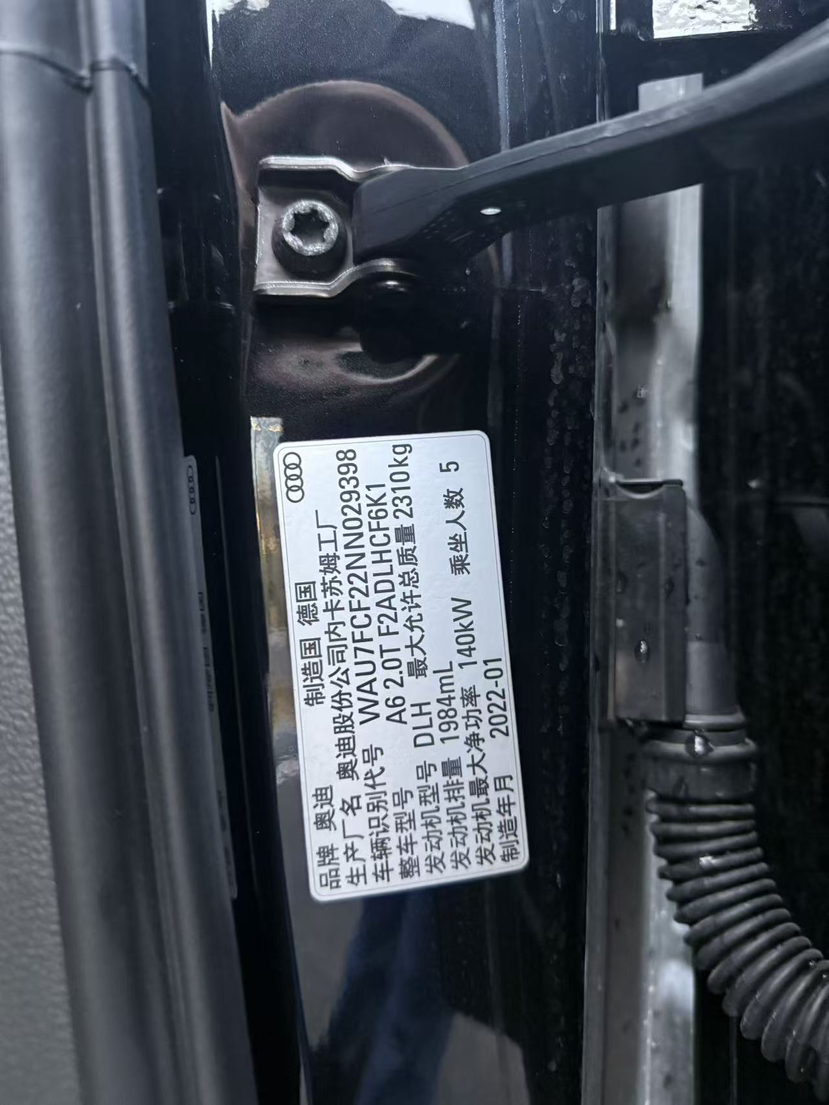 品牌 奥迪 制造国 德国
生产厂名 奥迪股份公司内卡苏姆工厂
车辆识别代号 WAU7FCF22NN029398
整车型号 A6 2.0T F2ADLHCF6K1
发动机型号 DLH 最大允许总质量 2310kg
发动机排量 1984mL
发动机最大净功率 140kW 乘坐人数 5
制造年月 2022-01